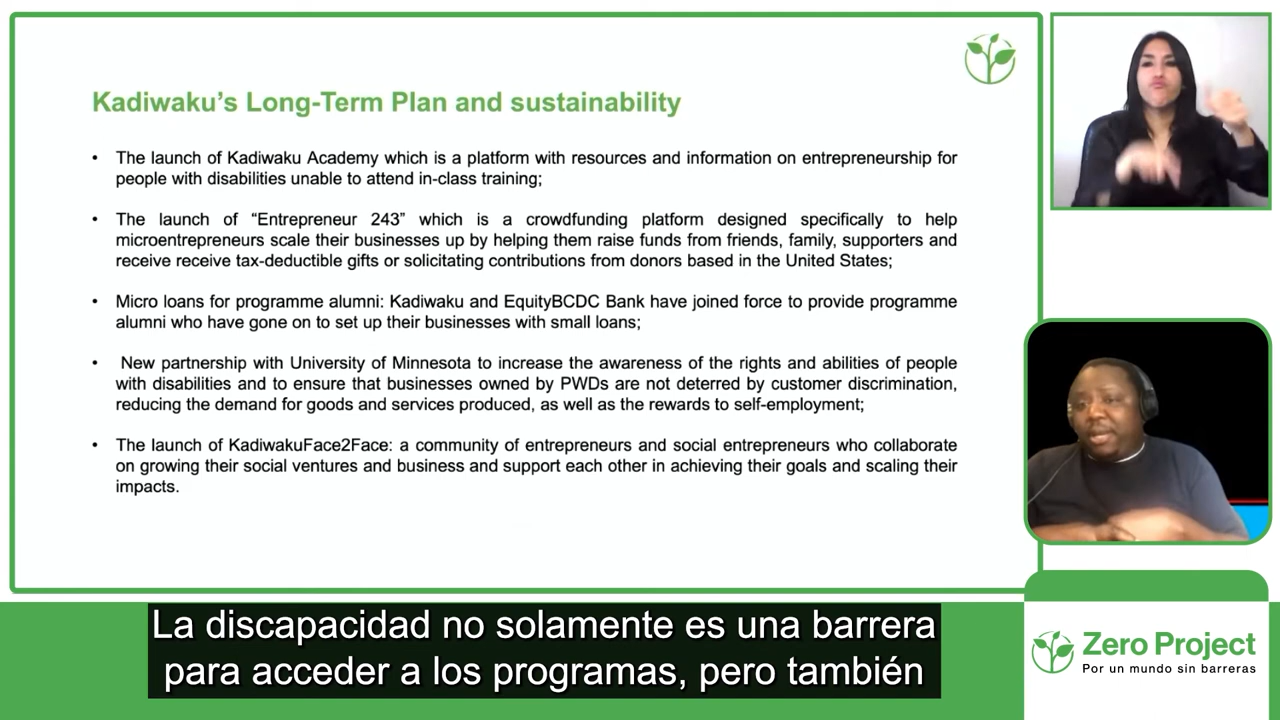 Kadiwaku’s Long-Term Plan and sustainability
• The launch of Kadiwaku Academy which is a platform with resources and information on entrepreneurship for
people with disabilities unable to attend in-class training;
• The launch of “Entrepreneur 243” which is a crowdfunding platform designed specifically to help
microentrepreneurs scale their businesses up by helping them raise funds from friends, family, supporters and
receive receive tax-deductible gifts or solicitating contributions from donors based in the United States;
• Micro loans for programme alumni: Kadiwaku and EquityBCDC Bank have joined force to provide programme
alumni who have gone on to set up their businesses with small loans;
• New partnership with University of Minnesota to increase the awareness of the rights and abilities of people
with disabilities and to ensure that businesses owned by PWDs are not deterred by customer discrimination,
reducing the demand for goods and services produced, as well as the rewards to self-employment;
• The launch of KadiwakuFace2Face: a community of entrepreneurs and social entrepreneurs who collaborate
on growing their social ventures and business and support each other in achieving their goals and scaling their
impacts.
La discapacidad no solamente es una barrera
para acceder a los programas, pero también
Zero Project
Por un mundo sin barreras